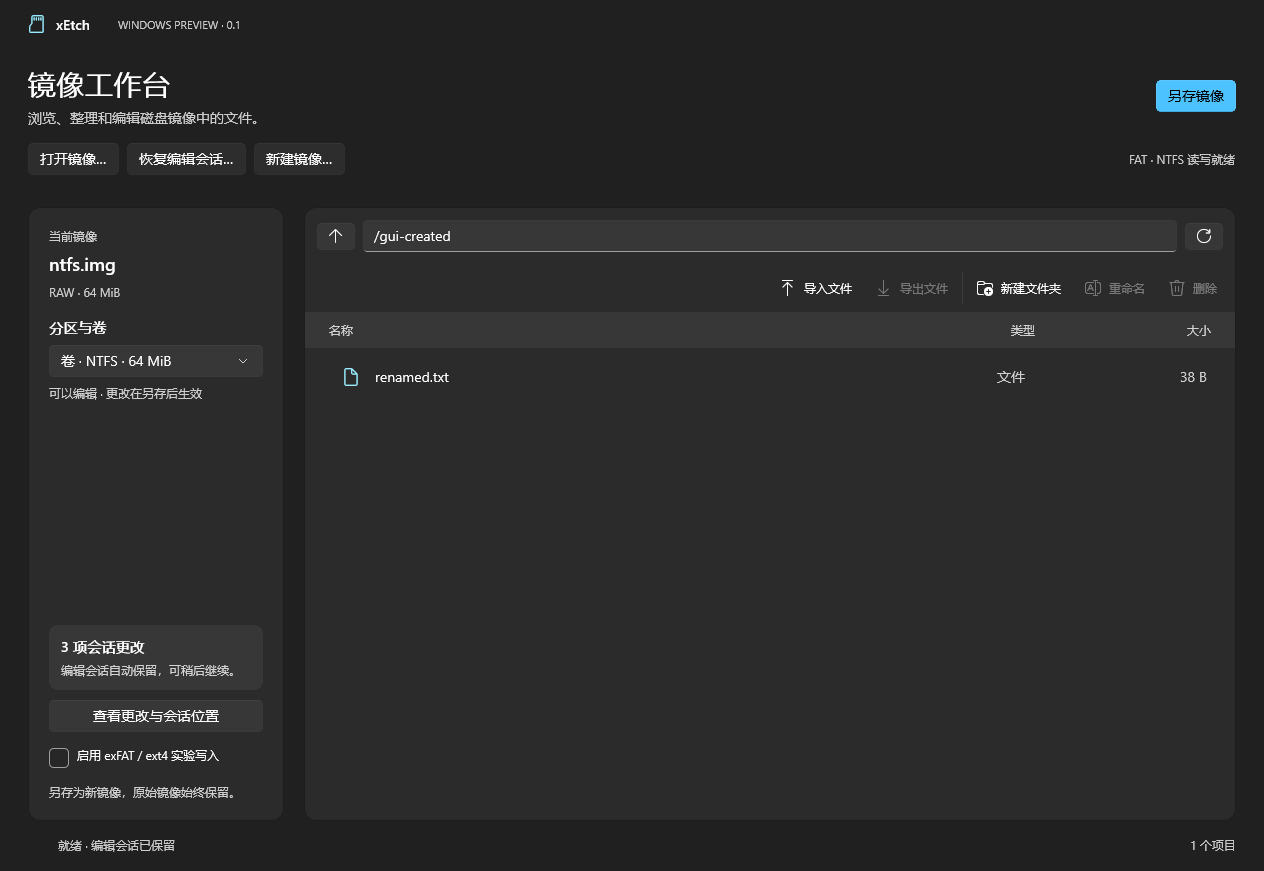 xEtch
WINDOWS PREVIEW · 0.1
镜像工作台
浏览、整理和编辑磁盘镜像中的文件。
另存镜像
打开镜像...
恢复编辑会话...
新建镜像...
FAT · NTFS 读写就绪
当前镜像
ntfs.img
RAW · 64 MiB
分区与卷
卷 · NTFS · 64 MiB
可以编辑 · 更改在另存后生效
3 项会话更改
编辑会话自动保留，可稍后继续。
查看更改与会话位置
启用 exFAT / ext4 实验写入
另存为新镜像，原始镜像始终保留。
/gui-created
导入文件
导出文件
新建文件夹
重命名
删除
名称
类型
大小
renamed.txt
文件
38 B
就绪 · 编辑会话已保留
1 个项目